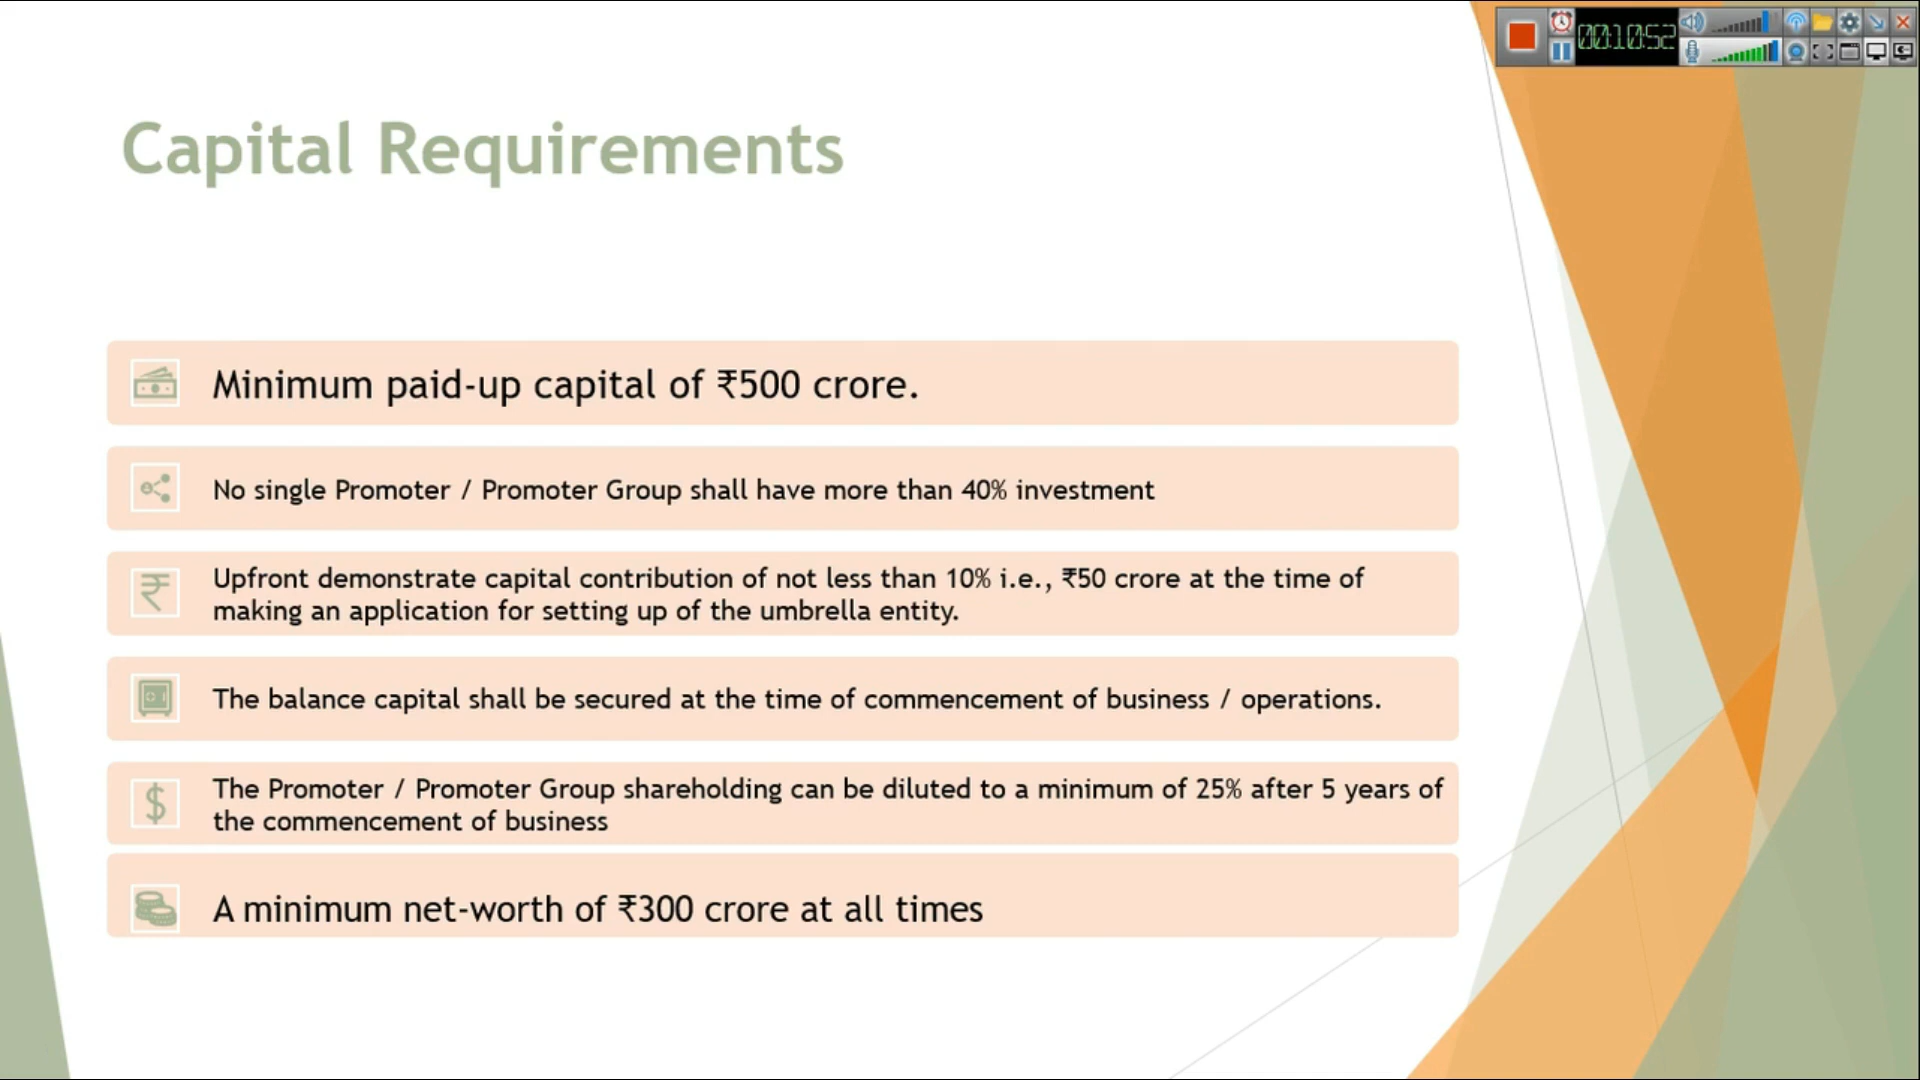 00:10:52
Capital Requirements
Minimum paid-up capital of ₹500 crore.
No single Promoter / Promoter Group shall have more than 40% investment
Upfront demonstrate capital contribution of not less than 10% i.e., ₹50 crore at the time of
making an application for setting up of the umbrella entity.
The balance capital shall be secured at the time of commencement of business / operations.
The Promoter / Promoter Group shareholding can be diluted to a minimum of 25% after 5 years of
the commencement of business
A minimum net-worth of ₹300 crore at all times